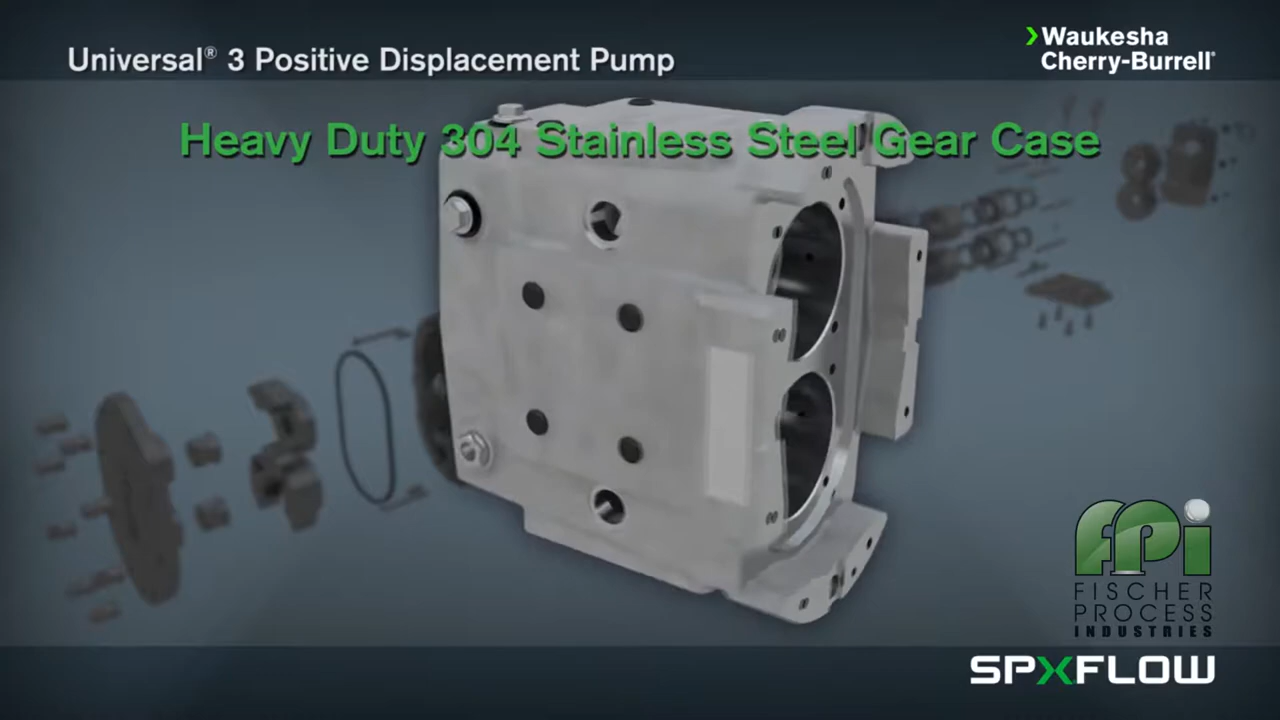 Universal® 3 Positive Displacement Pump
Waukesha
Cherry-Burrell®
Heavy Duty 304 Stainless Steel Gear Case
fPi
FISCHER
PROCESS
INDUSTRIES
SPXFLOW